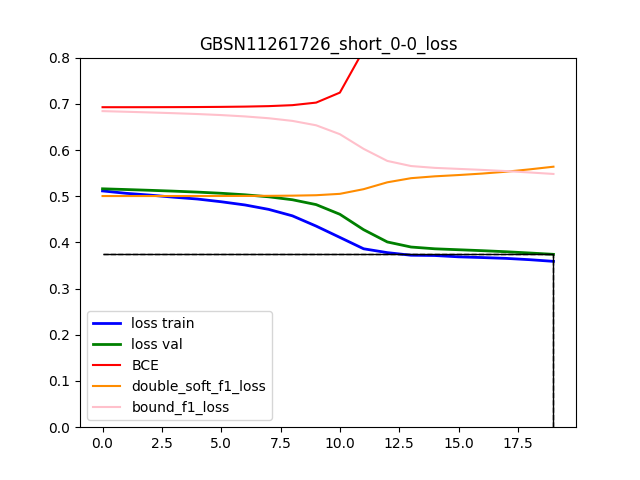 GBSN11261726_short_0-0_loss
0.8
0.7
0.6
0.5
0.4
0.3
0.2
0.1
0.0
loss train
loss val
BCE
double_soft_f1_loss
bound_f1_loss
0.0 2.5 5.0 7.5 10.0 12.5 15.0 17.5